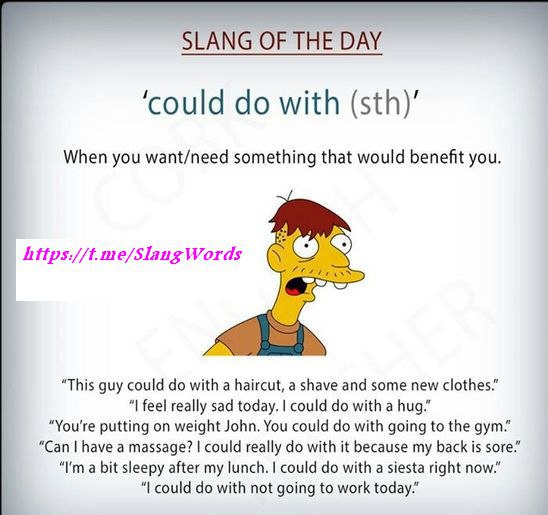 SLANG OF THE DAY
‘could do with (sth)’
When you want/need something that would benefit you.
https://t.me/SlangWords
“This guy could do with a haircut, a shave and some new clothes.”
“I feel really sad today. I could do with a hug.”
“You’re putting on weight John. You could do with going to the gym.”
“Can I have a massage? I could really do with it because my back is sore.”
“I’m a bit sleepy after my lunch. I could do with a siesta right now.”
“I could do with not going to work today.”